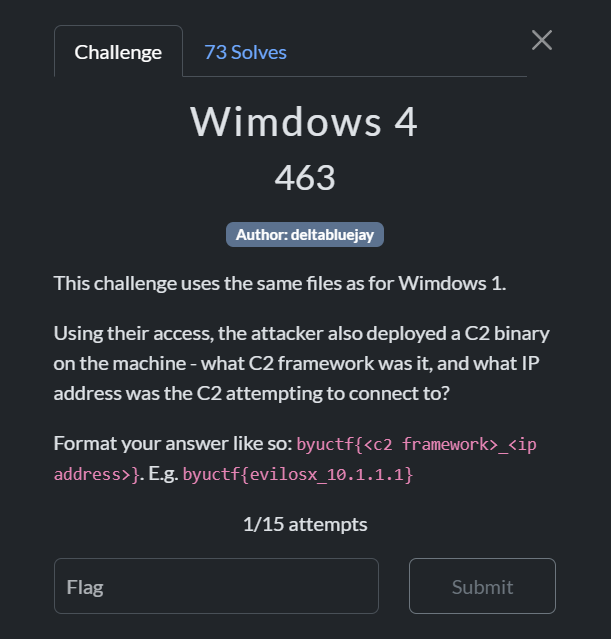 Challenge
73 Solves
Wimdows 4
463
Author: deltabluejay
This challenge uses the same files as for Wimdows 1.
Using their access, the attacker also deployed a C2 binary
on the machine - what C2 framework was it, and what IP
address was the C2 attempting to connect to?
Format your answer like so: byuctf{<c2 framework>_<ip
address>}. E.g. byuctf{evilosx_10.1.1.1}
1/15 attempts
Flag
Submit